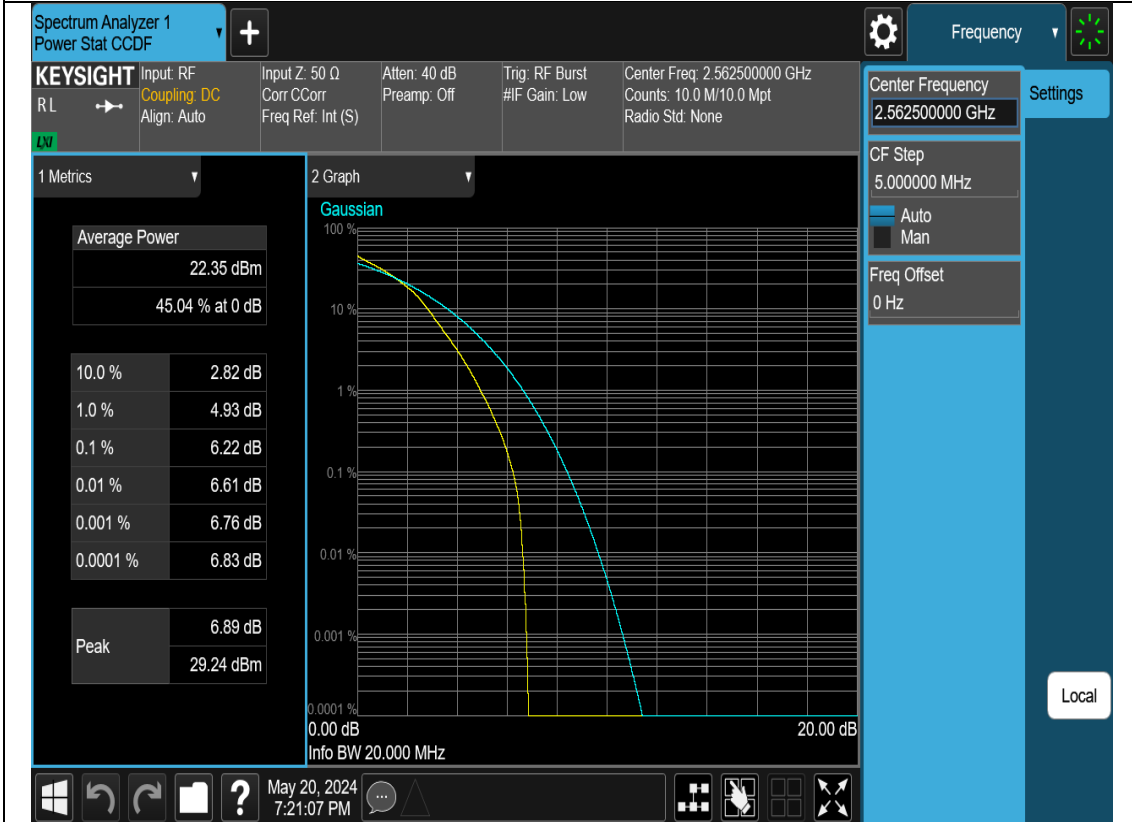 Spectrum Analyzer 1
Power Stat CCDF
Frequency
KEYSIGHT
RL
LXI
Input: RF
Coupling: DC
Align: Auto
Input Z: 50 Ω
Corr CCorr
Freq Ref: Int (S)
Atten: 40 dB
Preamp: Off
Trig: RF Burst
#IF Gain: Low
Center Freq: 2.562500000 GHz
Counts: 10.0 M/10.0 Mpt
Radio Std: None
Center Frequency
2.562500000 GHz
Settings
CF Step
5.000000 MHz
Auto
Man
Freq Offset
0 Hz
Local
1 Metrics
Average Power
22.35 dBm
45.04 % at 0 dB
10.0 % 2.82 dB
1.0 % 4.93 dB
0.1 % 6.22 dB
0.01 % 6.61 dB
0.001 % 6.76 dB
0.0001 % 6.83 dB
Peak
6.89 dB
29.24 dBm
2 Graph
Gaussian
100 %
10 %
1 %
0.1 %
0.01 %
0.001 %
0.0001 %
0.00 dB 20.00 dB
Info BW 20.000 MHz
?
May 20, 2024
7:21:07 PM